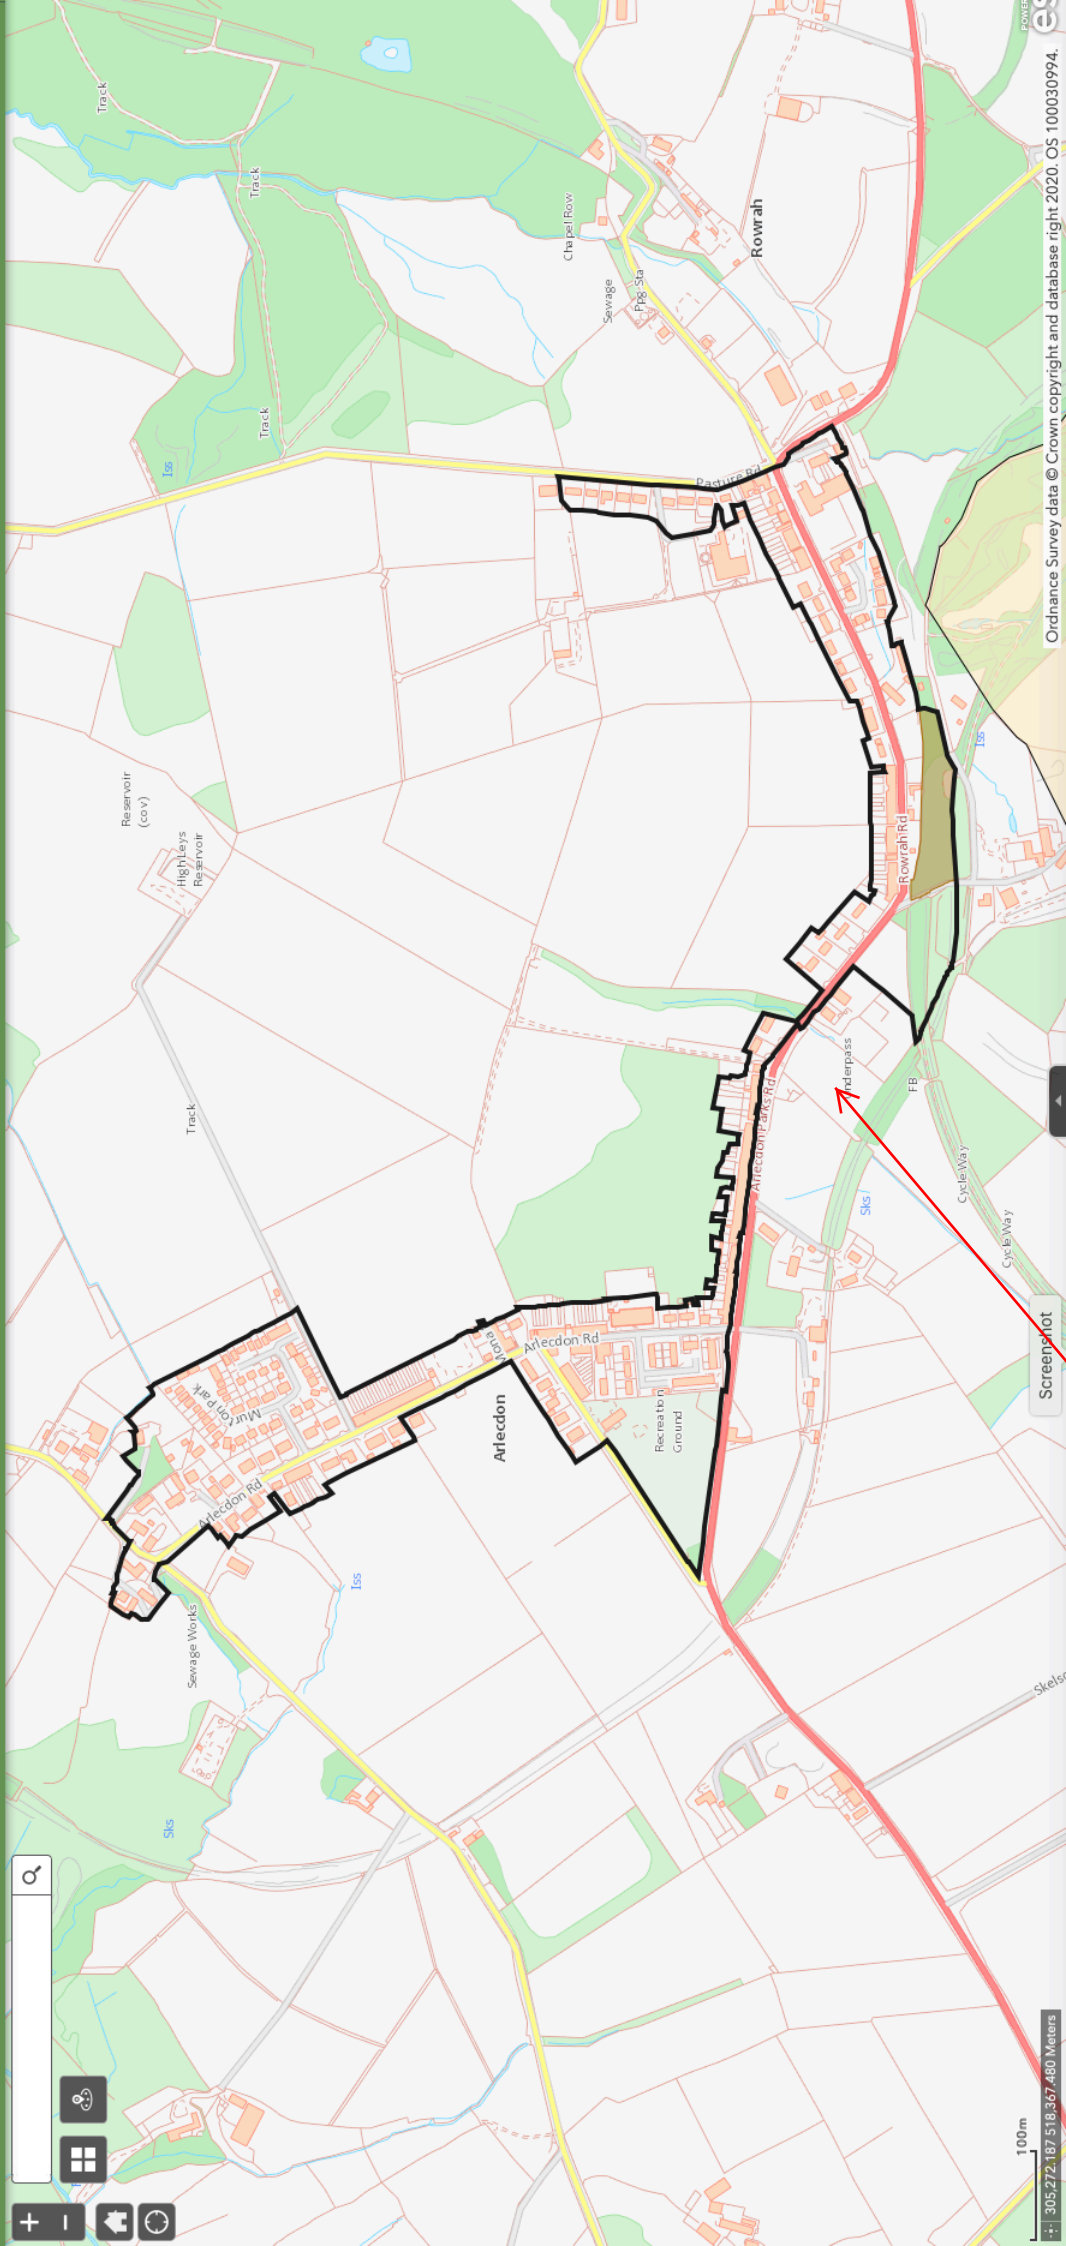 Track
Track
Track
Iss
Chapel Row
Sewage
Ppg Sta
Rowrah
Pasture Rd
Reservoir
(cov)
High Leys
Reservoir
Track
Rowrah Rd
Iss
FB
Arlecdon Parks Rd
Sks
Cycle Way
Cycle Way
Murton Park
Arlecdon Rd
Arlecdon Rd
Arlecdon
Recreation
Ground
Iss
Sewage Works
Sks
Screenshot
100m
305,272.187 518,367.480 Meters
Ordnance Survey data © Crown copyright and database right 2020. OS 100030994.